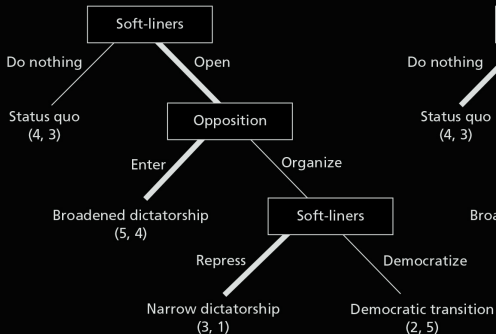 Soft-liners
Do nothing
Open
Do nothing
Status quo
(4, 3)
Opposition
Status quo
(4, 3)
Enter
Organize
Broadened dictatorship
(5, 4)
Soft-liners
Repress
Democratize
Narrow dictatorship
(3, 1)
Democratic transition
(2, 5)